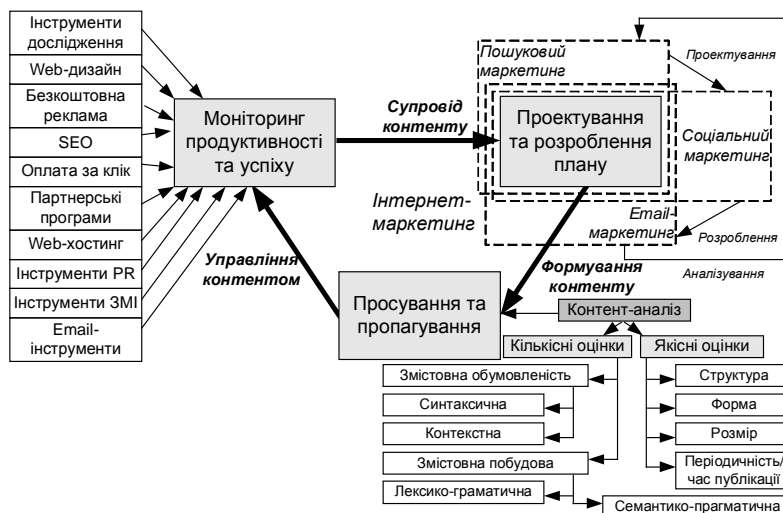 Інструменти
дослідження
Web-дизайн
Безкоштовна
реклама
SEO
Оплата за клік
Партнерські
програми
Web-хостинг
Інструменти PR
Інструменти ЗМІ
Email-
інструменти
Моніторинг
продуктивності
та успіху
Супровід
контенту
Пошуковий
маркетинг
Проектування
Проектування
та розроблення
плану
Соціальний
маркетинг
Інтернет-
маркетинг
Email-
маркетинг
Розроблення
Аналізування
Управління
контентом
Формування
контенту
Просування та
пропагування
Контент-аналіз
Кількісні оцінки
Якісні оцінки
Змістовна обумовленість
Синтаксична
Контекстна
Змістовна побудова
Лексико-граматична
Семантико-прагматична
Структура
Форма
Розмір
Періодичність/
час публікації